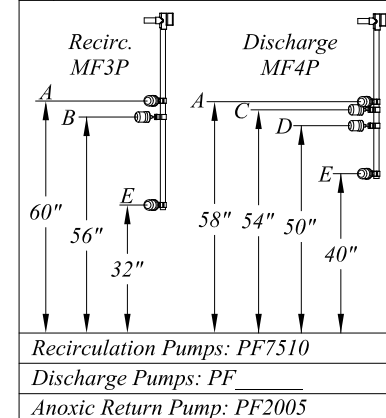 Recirc.
MF3P
Discharge
MF4P
A
B
E
A
C
D
E
60"
56"
32"
58"
54"
50"
40"
Recirculation Pumps: PF7510
Discharge Pumps: PF______
Anoxic Return Pump: PF2005